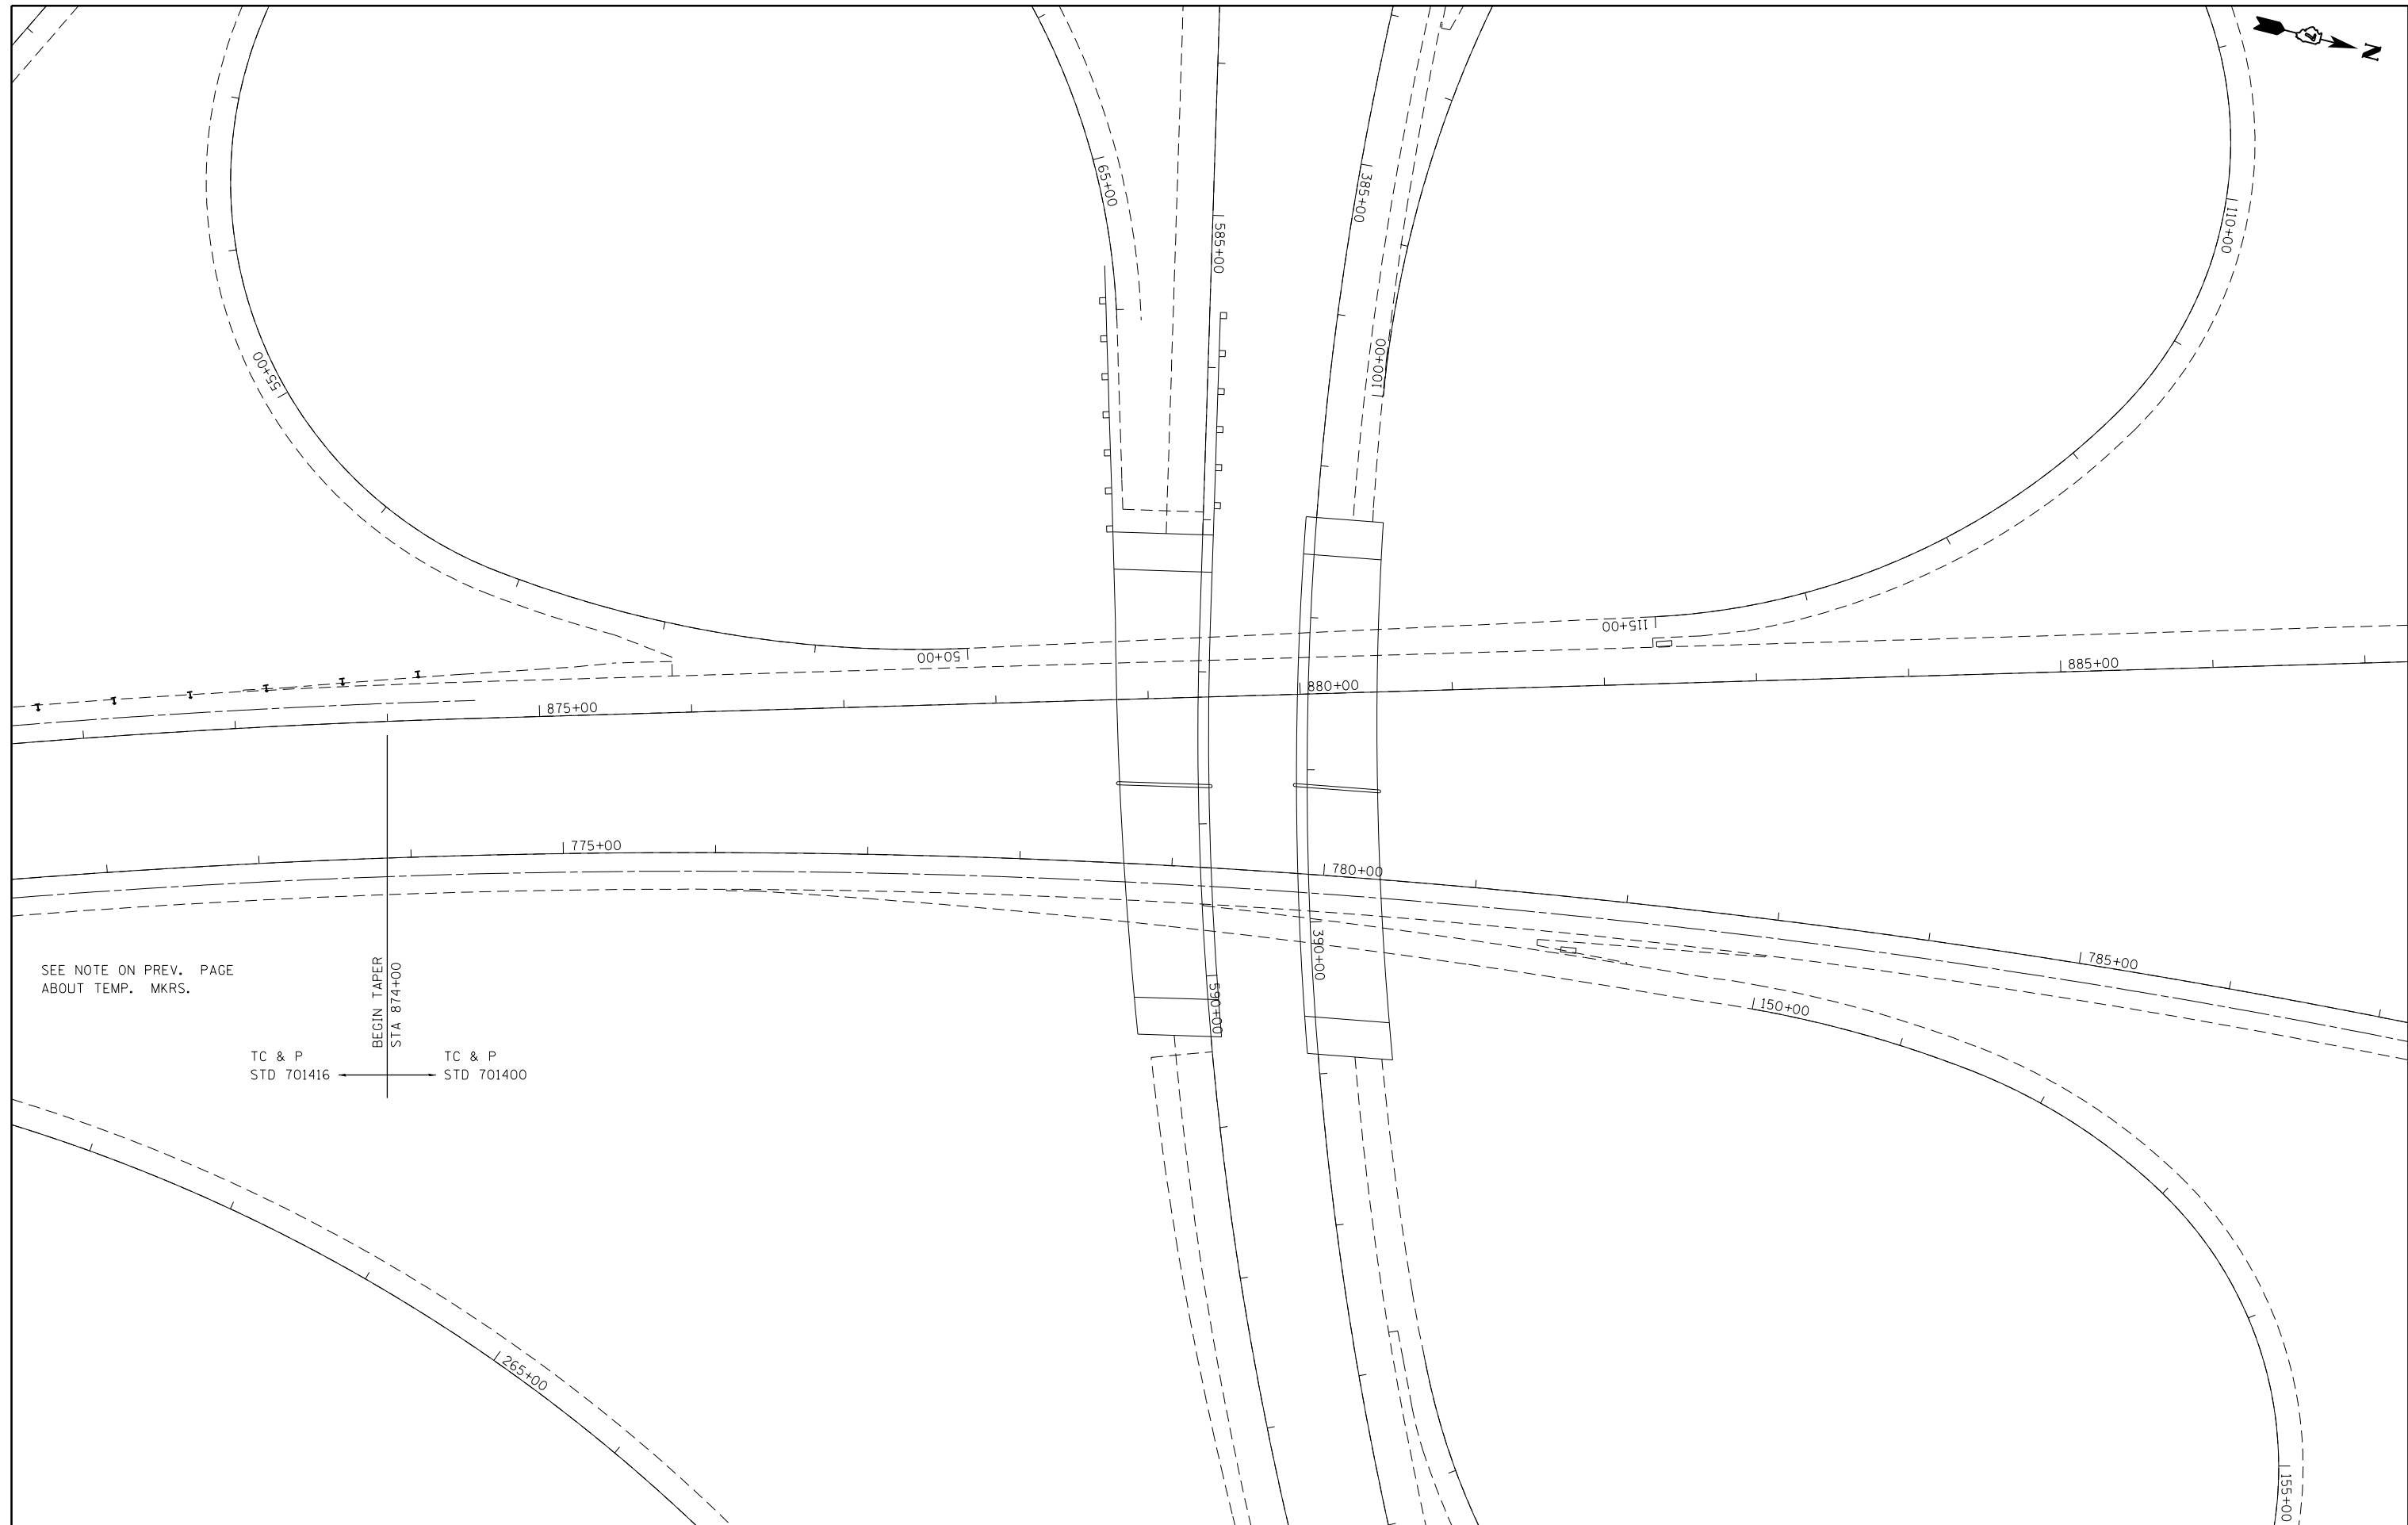 N
65+00
385+00
585+00
110+00
100+00
55+00
115+00
50+00
885+00
880+00
875+00
775+00
780+00
390+00
785+00
SEE NOTE ON PREV. PAGE
ABOUT TEMP. MKRS.
BEGIN TAPER
STA 874+00
590+00
150+00
TC & P
STD 701416
TC & P
STD 701400
265+00
155+00